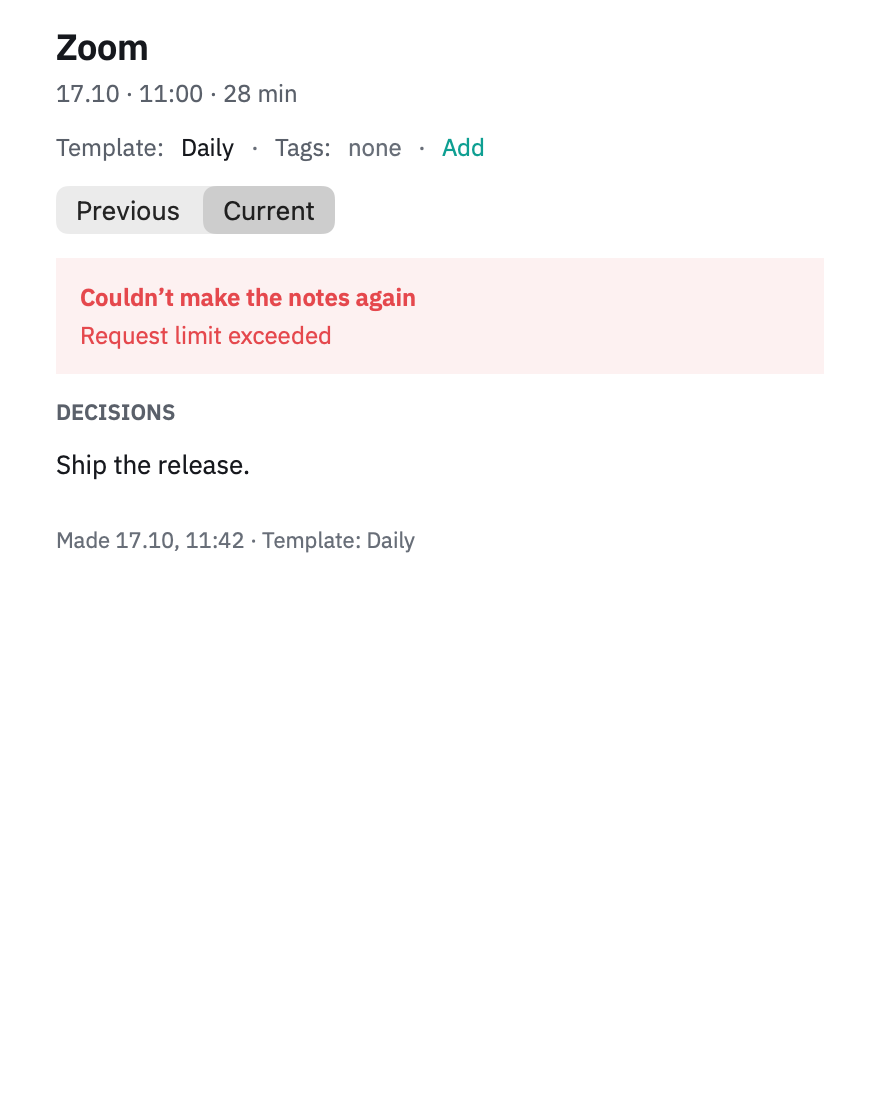 Zoom
17.10 · 11:00 · 28 min
Template: Daily · Tags: none · Add
Previous Current
Couldn’t make the notes again
Request limit exceeded
DECISIONS
Ship the release.
Made 17.10, 11:42 · Template: Daily